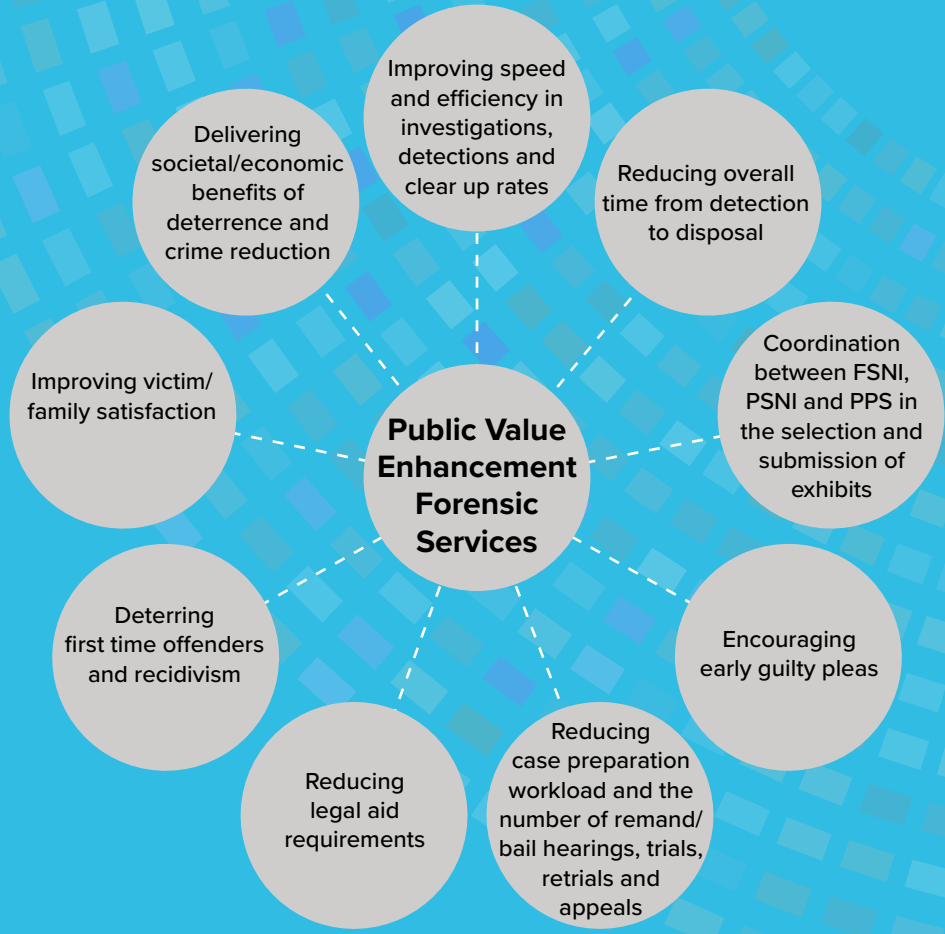 Improving speed
and efficiency in
investigations,
detections and
clear up rates
Reducing overall
time from detection
to disposal
Coordination
between FSNI,
PSNI and PPS in
the selection and
submission of
exhibits
Encouraging
early guilty pleas
Reducing
case preparation
workload and the
number of remand/
bail hearings, trials,
retrials and
appeals
Reducing
legal aid
requirements
Deterring
first time offenders
and recidivism
Improving victim/
family satisfaction
Delivering
societal/economic
benefits of
deterrence and
crime reduction
Public Value
Enhancement
Forensic
Services